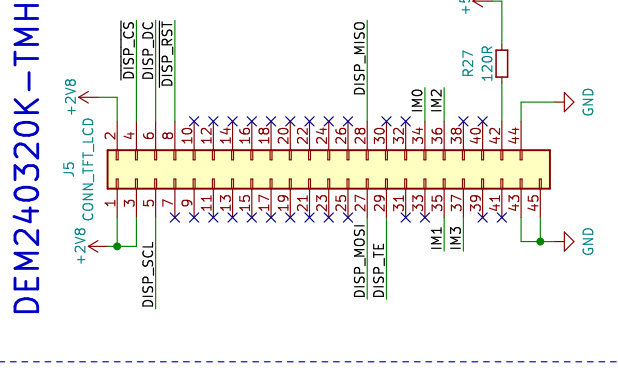 DEM240320K-TMH
J5
CONN_TFT_LCD
+2V8
+2V8
DISP_CS
DISP_DC
DISP_RST
DISP_MISO
IM0
IM2
R27
120R
GND
2
4
6
8
10
12
14
16
18
20
22
24
26
28
30
32
34
36
38
40
42
44
1
3
5
7
9
11
13
15
17
19
21
23
25
27
29
31
33
35
37
39
41
43
45
DISP_SCL
DISP_MOSI
DISP_TE
IM1
IM3
GND